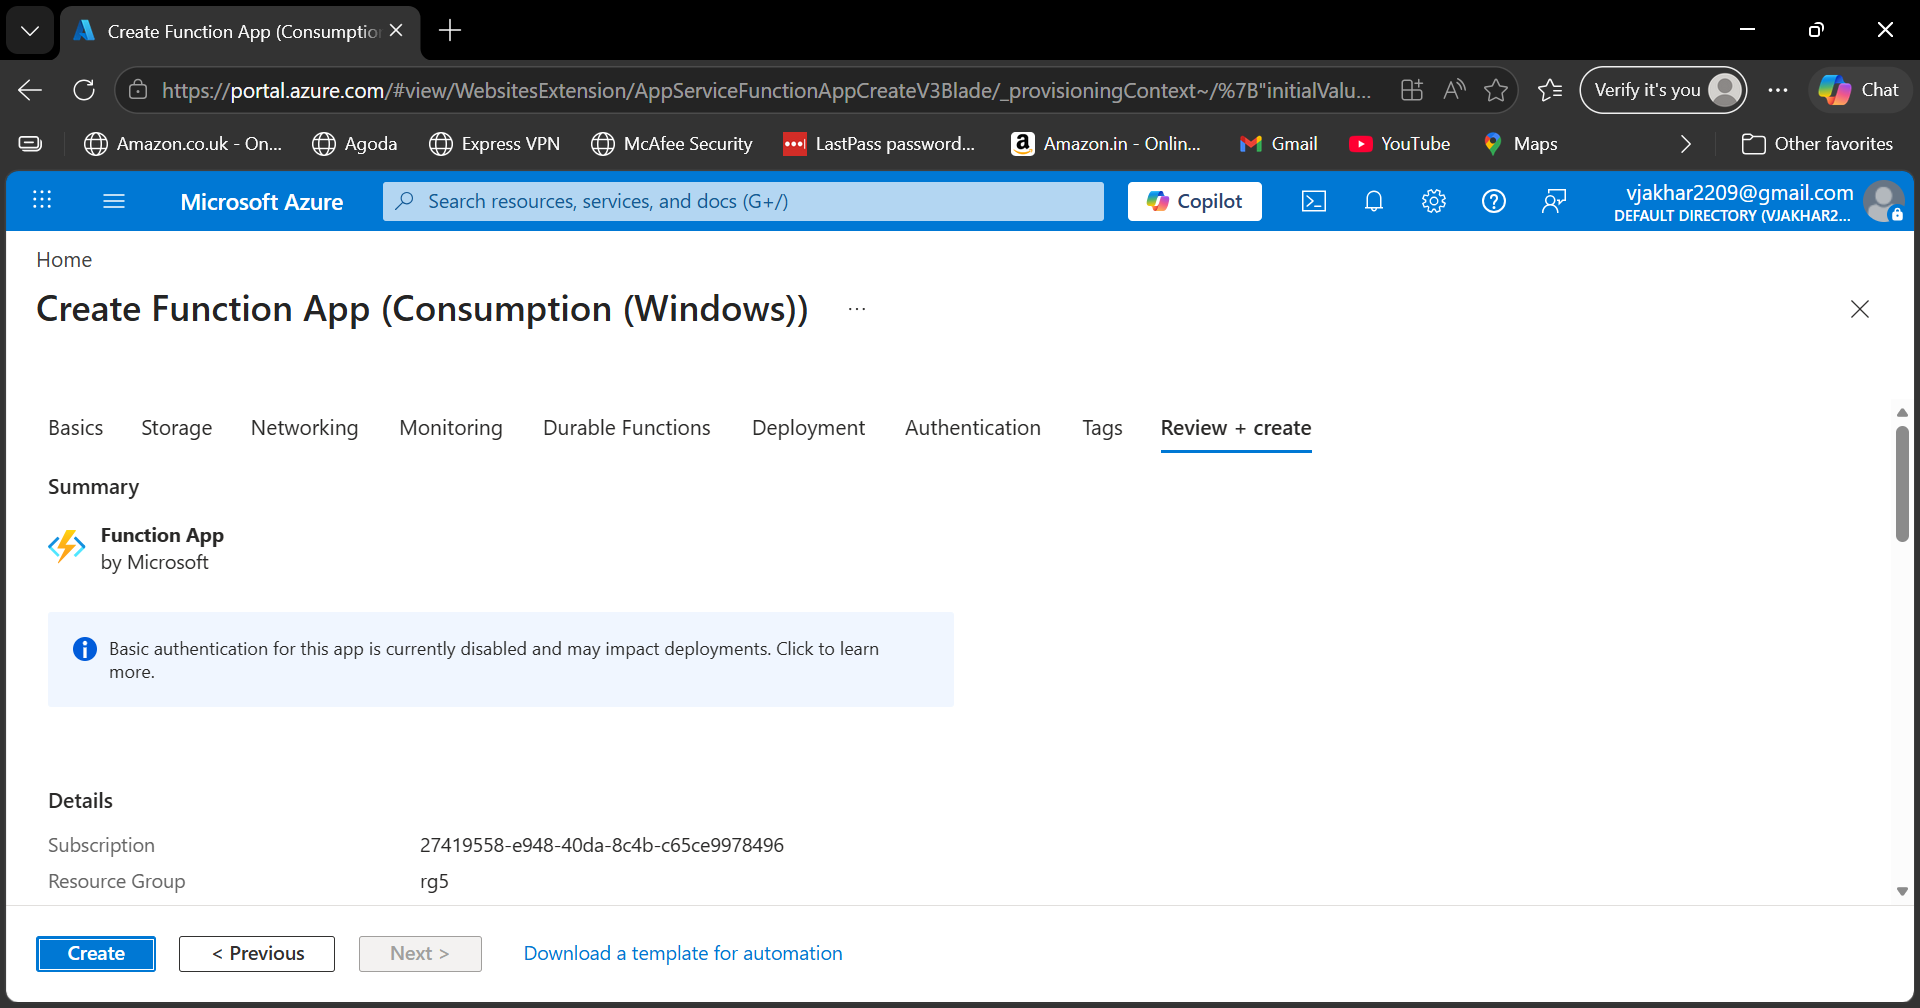 Create Function App (Consumptio
https://portal.azure.com/#view/WebsitesExtension/AppServiceFunctionAppCreateV3Blade/_provisioningContext~/%7B"initialValu...
Verify it's you
Chat
Amazon.co.uk - On...
Agoda
Express VPN
McAfee Security
LastPass password...
Amazon.in - Onlin...
Gmail
YouTube
Maps
Other favorites
Microsoft Azure
Search resources, services, and docs (G+/)
Copilot
vjakhar2209@gmail.com
DEFAULT DIRECTORY (VJAKHAR2...
Home
Create Function App (Consumption (Windows))
...
Basics
Storage
Networking
Monitoring
Durable Functions
Deployment
Authentication
Tags
Review + create
Summary
Function App
by Microsoft
Basic authentication for this app is currently disabled and may impact deployments. Click to learn
more.
Details
Subscription
27419558-e948-40da-8c4b-c65ce9978496
Resource Group
rg5
Create
< Previous
Next >
Download a template for automation